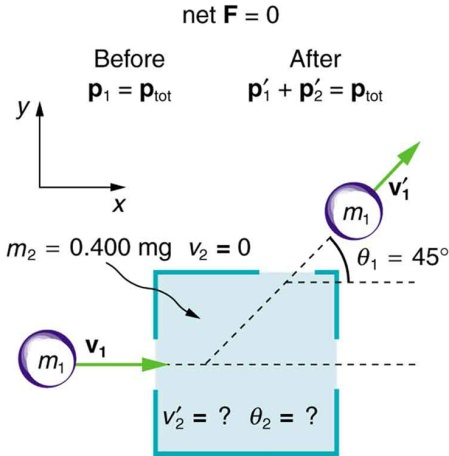 net F = 0
Before
After
p₁ = pₜₒₜ
p′₁ + p′₂ = pₜₒₜ
y
x
v′₁
m₁
θ₁ = 45°
m₂ = 0.400 mg v₂ = 0
m₁
v₁
v′₂ = ? θ₂ = ?